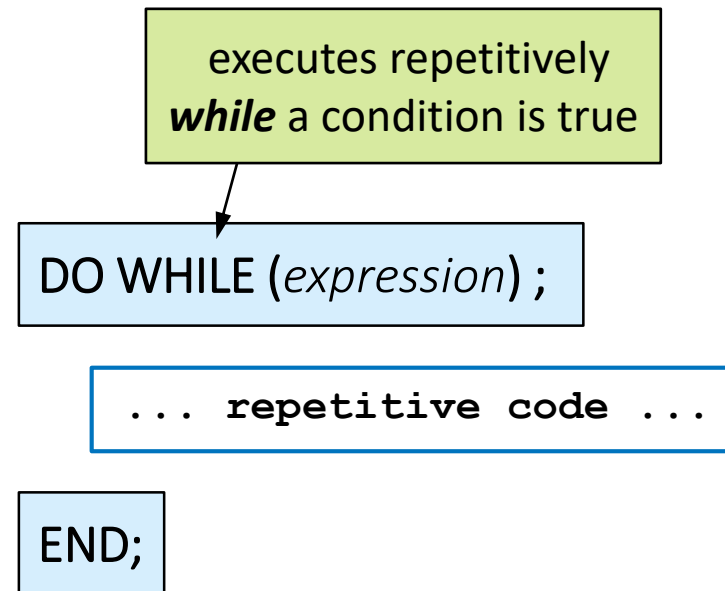 executes repetitively
while a condition is true
DO WHILE (expression) ;
... repetitive code ...
END;